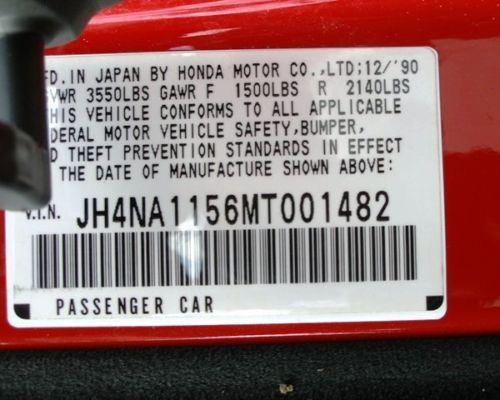 FD.IN JAPAN BY HONDA MOTOR CO.,LTD;12/'90
VWR 3550LBS GAWR F 1500LBS R 2140LBS
HIS VEHICLE CONFORMS TO ALL APPLICABLE
DERAL MOTOR VEHICLE SAFETY,BUMPER,
D THEFT PREVENTION STANDARDS IN EFFECT
THE DATE OF MANUFACTURE SHOWN ABOVE:
V.I.N. JH4NA1156MT001482
PASSENGER CAR